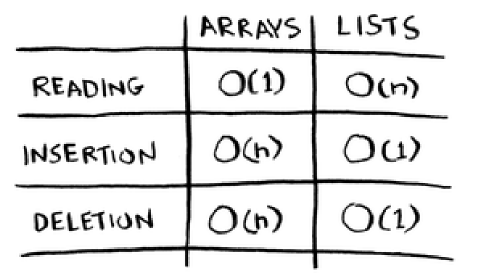 ARRAYS LISTS
READING O(1) O(n)
INSERTION O(n) O(1)
DELETION O(n) O(1)